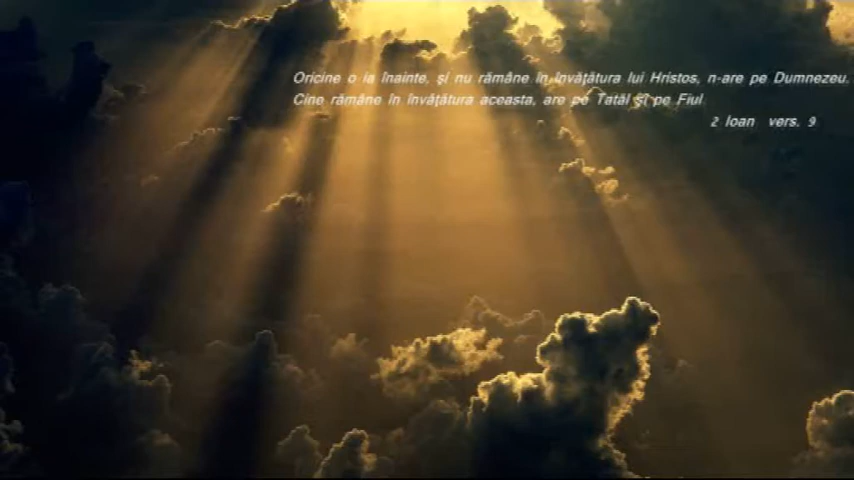 Oricine o ia înainte, şi nu rămâne în învăţătura lui Hristos, n-are pe Dumnezeu.
Cine rămâne în învăţătura aceasta, are pe Tatăl şi pe Fiul
2 Ioan vers. 9